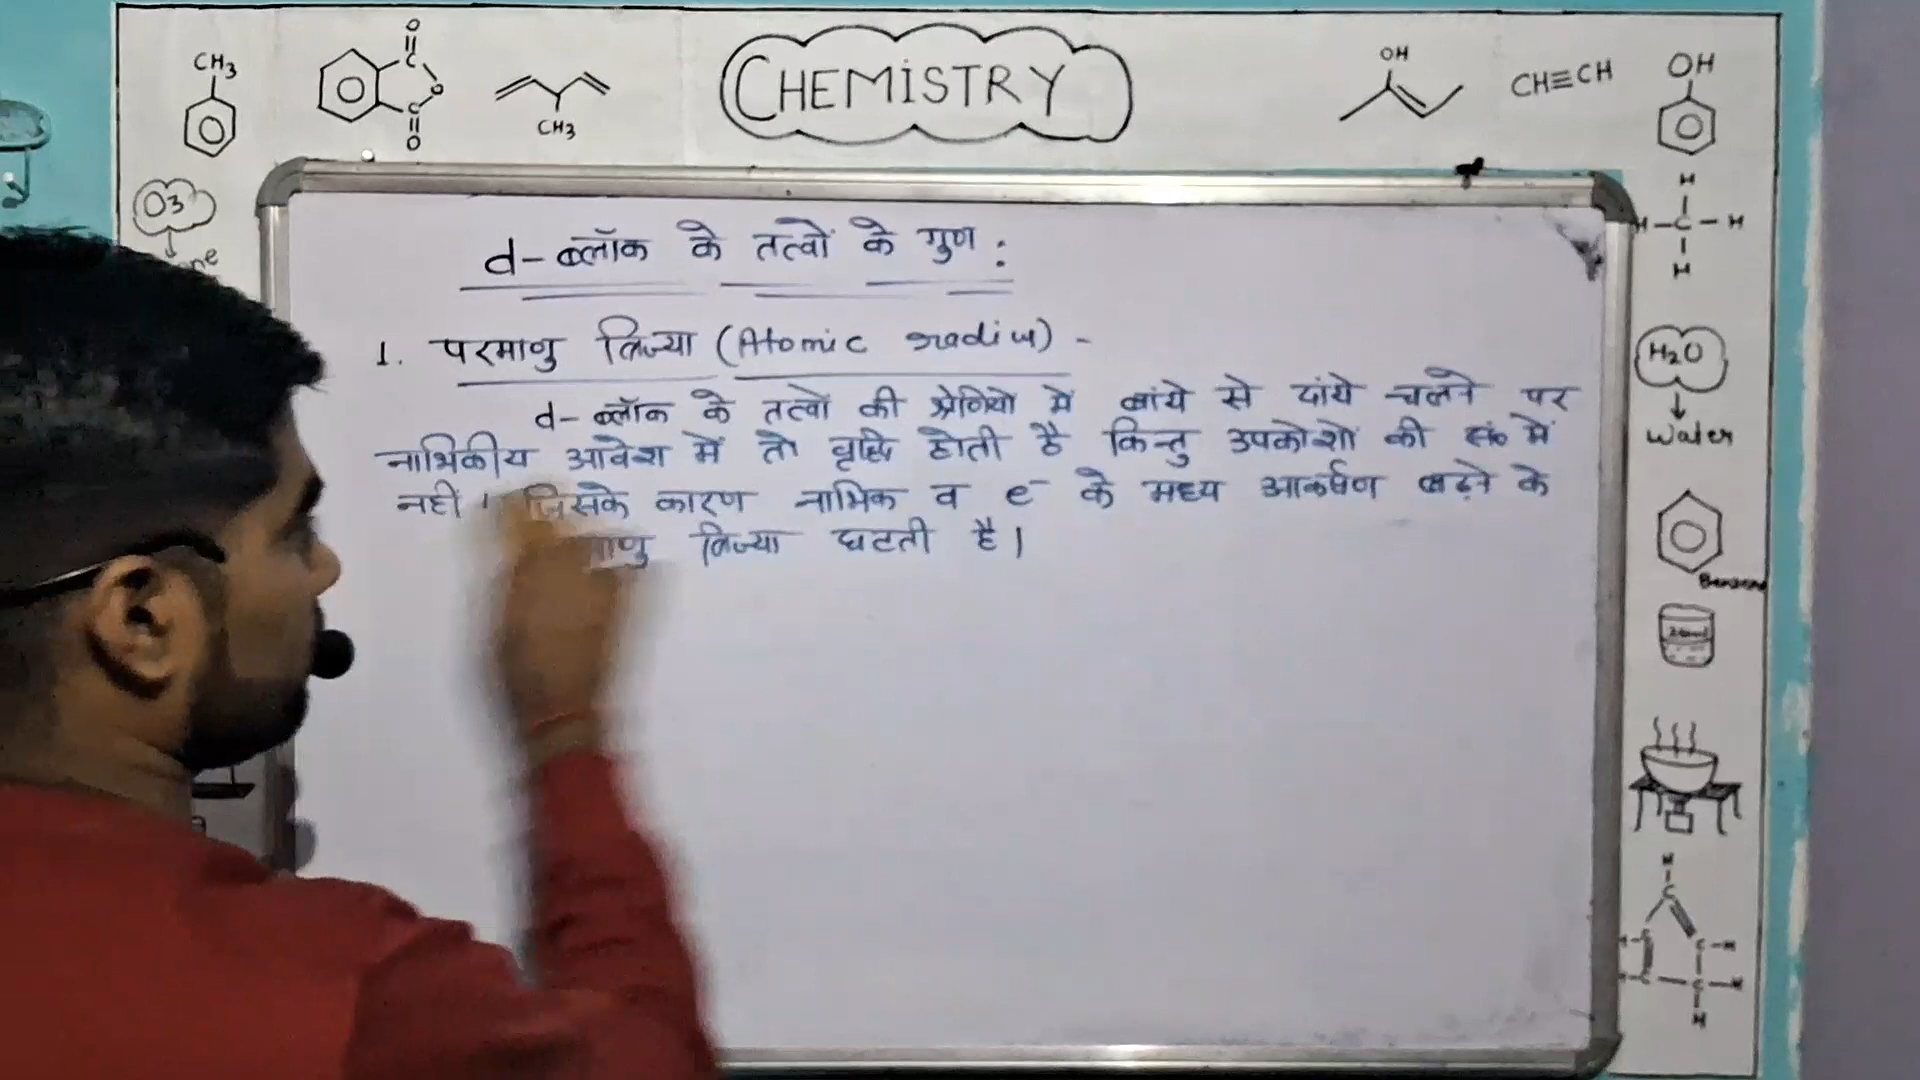 CHEMISTRY
CH3
O
C
O
C
O
CH3
OH
CH≡CH
OH
O3
H
H-C-H
H
H2O
Water
Benzene
d-ब्लॉक के तत्वों के गुण :
1. परमाणु त्रिज्या (Atomic radius) -
d-ब्लॉक के तत्वों की श्रेणियो में बांये से दांये चलने पर
नाभिकीय आवेश में तो वृद्धि होती है किन्तु उपकोशो की सं० में
नही । जिसके कारण नाभिक व e⁻ के मध्य आकर्षण बढ़ने के
त्रिज्या घटती है।